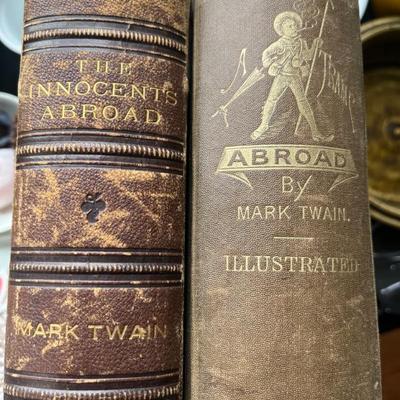 THE
INNOCENTS
ABROAD
MARK TWAIN
A TRAMP
ABROAD
By
MARK TWAIN.
ILLUSTRATED